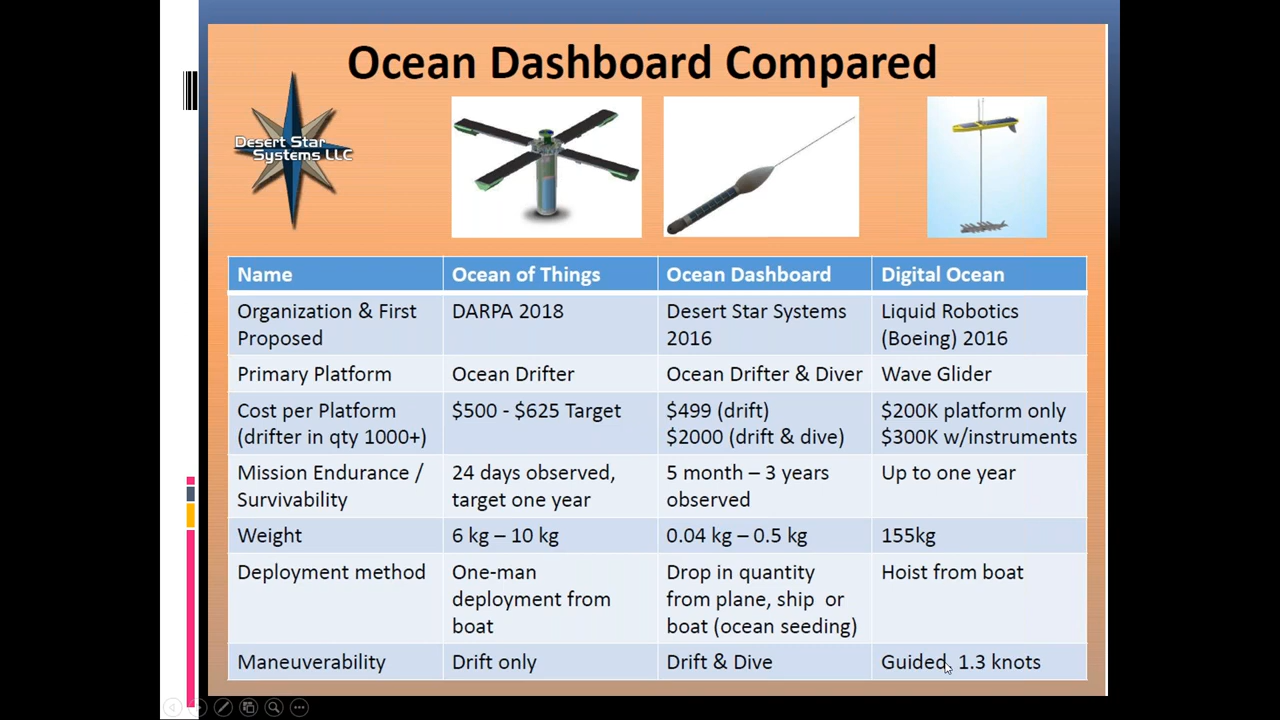 Ocean Dashboard Compared
Desert Star
Systems LLC
Name Ocean of Things Ocean Dashboard Digital Ocean
Organization & First DARPA 2018 Desert Star Systems Liquid Robotics
Proposed 2016 (Boeing) 2016
Primary Platform Ocean Drifter Ocean Drifter & Diver Wave Glider
Cost per Platform $500 - $625 Target $499 (drift) $200K platform only
(drifter in qty 1000+) $2000 (drift & dive) $300K w/instruments
Mission Endurance / 24 days observed, 5 month – 3 years Up to one year
Survivability target one year observed
Weight 6 kg – 10 kg 0.04 kg – 0.5 kg 155kg
Deployment method One-man Drop in quantity Hoist from boat
deployment from from plane, ship or
boat boat (ocean seeding)
Maneuverability Drift only Drift & Dive Guided, 1.3 knots